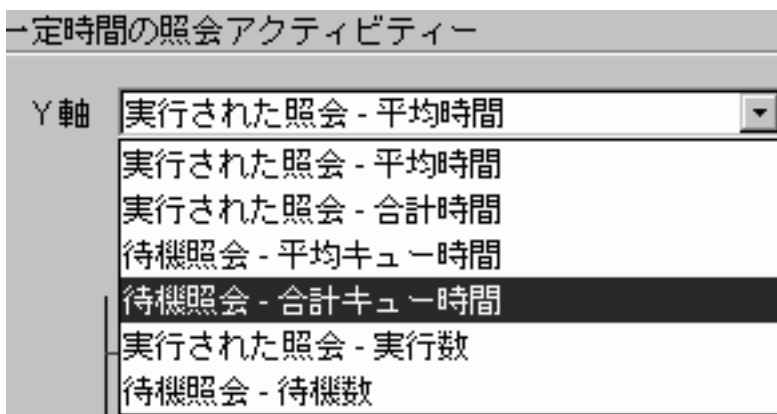 一定時間の照会アクティビティー
Y軸 実行された照会 - 平均時間
実行された照会 - 平均時間
実行された照会 - 合計時間
待機照会 - 平均キュー時間
待機照会 - 合計キュー時間
実行された照会 - 実行数
待機照会 - 待機数